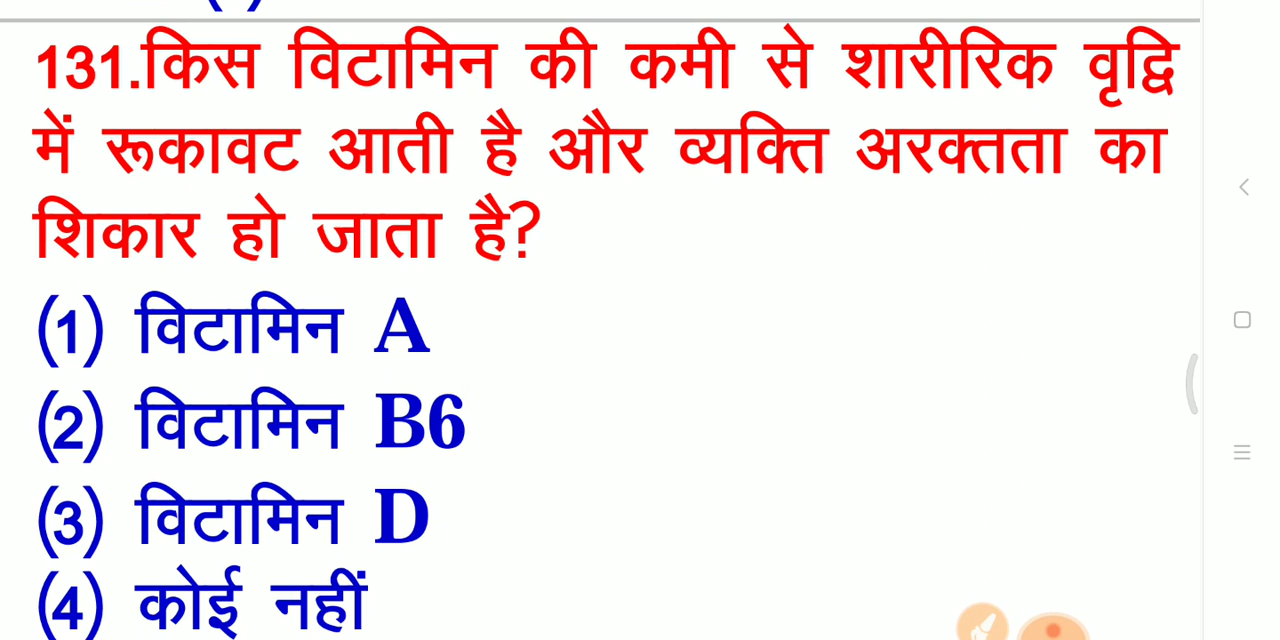 131.किस विटामिन की कमी से शारीरिक वृद्वि
में रूकावट आती है और व्यक्ति अरक्तता का
शिकार हो जाता है?
(1) विटामिन A
(2) विटामिन B6
(3) विटामिन D
(4) कोई नहीं